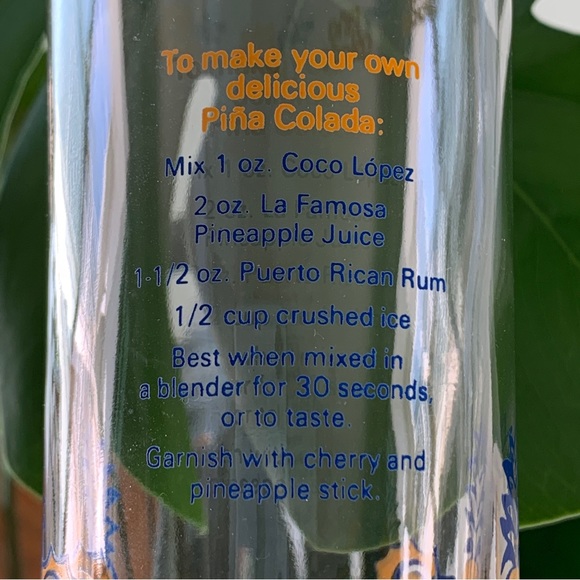 To make your own
delicious
Piña Colada:
Mix 1 oz. Coco López
2 oz. La Famosa
Pineapple Juice
1-1/2 oz. Puerto Rican Rum
1/2 cup crushed ice
Best when mixed in
a blender for 30 seconds,
or to taste.
Garnish with cherry and
pineapple stick.